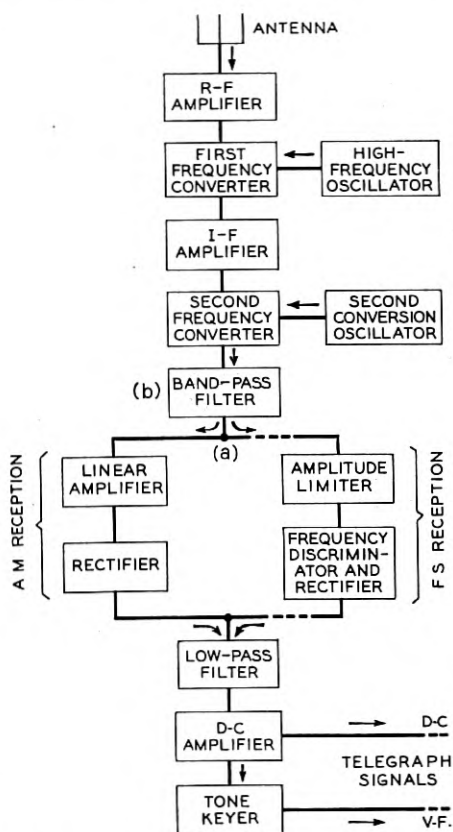 ANTENNA
R-F
AMPLIFIER
FIRST
FREQUENCY
CONVERTER
HIGH-
FREQUENCY
OSCILLATOR
I-F
AMPLIFIER
SECOND
FREQUENCY
CONVERTER
SECOND
CONVERSION
OSCILLATOR
(b)
BAND-PASS
FILTER
(a)
AM RECEPTION
LINEAR
AMPLIFIER
RECTIFIER
AMPLITUDE
LIMITER
FREQUENCY
DISCRIMIN-
ATOR AND
RECTIFIER
FS RECEPTION
LOW-PASS
FILTER
D-C
AMPLIFIER
D-C
TELEGRAPH
SIGNALS
TONE
KEYER
V-F.